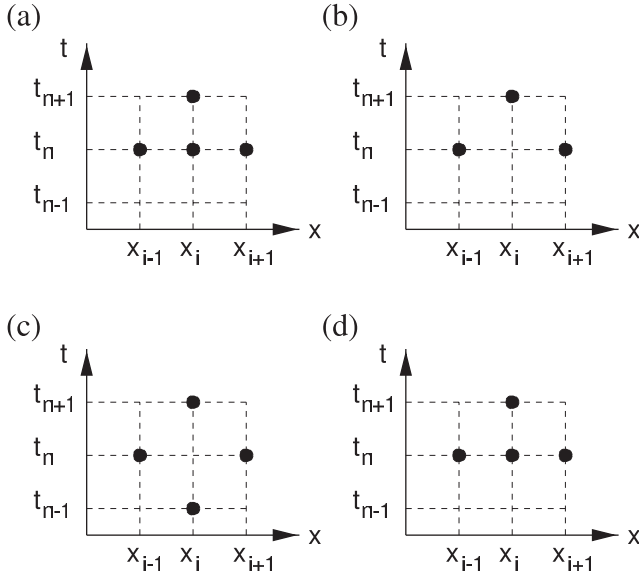 (a) (b)
t t
t_{n+1} t_{n+1}
t_n t_n
t_{n-1} t_{n-1}
x x
x_{i-1} x_i x_{i+1} x_{i-1} x_i x_{i+1}
(c) (d)
t t
t_{n+1} t_{n+1}
t_n t_n
t_{n-1} t_{n-1}
x x
x_{i-1} x_i x_{i+1} x_{i-1} x_i x_{i+1}